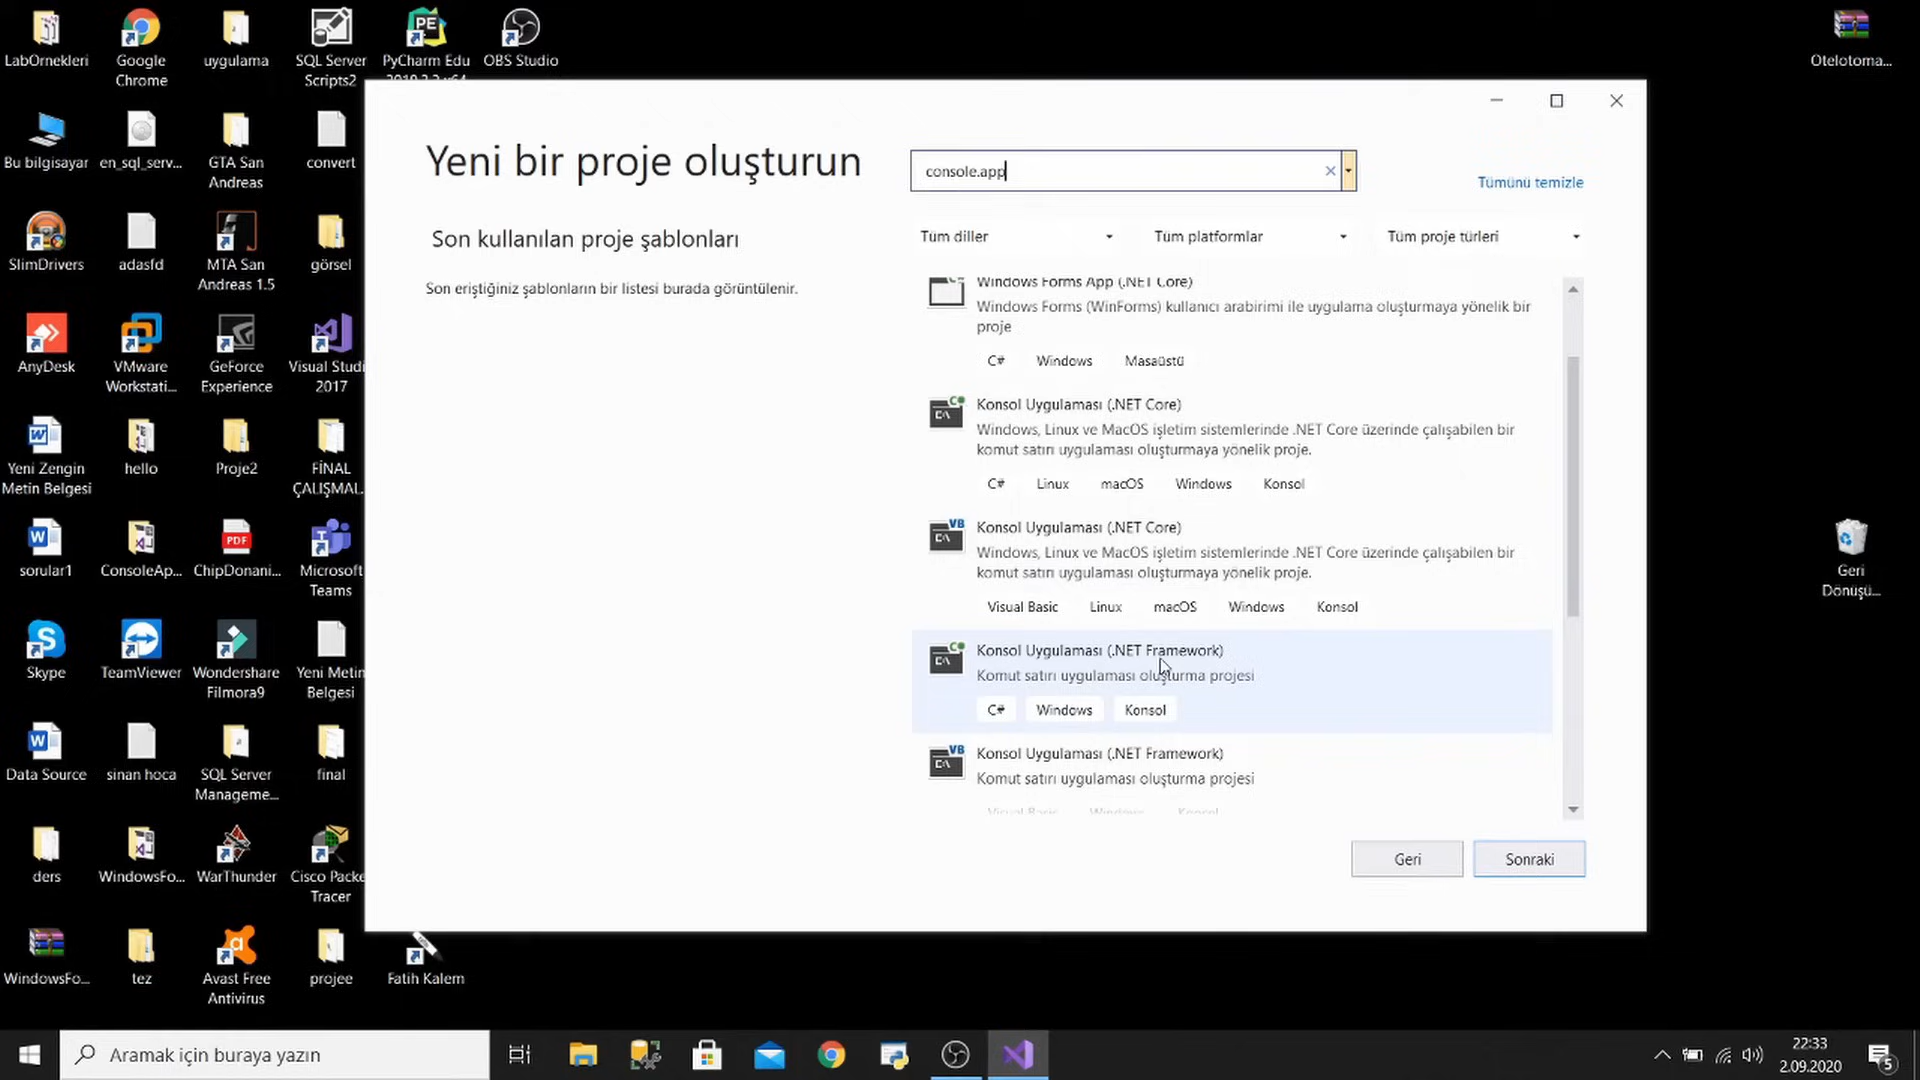 LabOrnekleri
Google
Chrome
uygulama
SQL Server
Scripts2
PyCharm Edu
OBS Studio
Otelotoma...
Bu bilgisayar
en_sql_serv...
GTA San
Andreas
convert
SlimDrivers
adasfd
MTA San
Andreas 1.5
görsel
AnyDesk
VMware
Workstati...
GeForce
Experience
Visual Studi
2017
Yeni Zengin
Metin Belgesi
hello
Proje2
FİNAL
ÇALIŞMAL.
sorular1
ConsoleAp...
PDF
ChipDonani...
Microsoft
Teams
Geri
Dönüşü...
Skype
TeamViewer
Wondershare
Filmora9
Yeni Metin
Belgesi
Data Source
sinan hoca
SQL Server
Manageme...
final
ders
WindowsFo...
WarThunder
Cisco Packe
Tracer
WindowsFo...
tez
Avast Free
Antivirus
projee
Fatih Kalem
Yeni bir proje oluşturun
console.app
Tümünü temizle
Son kullanılan proje şablonları
Son eriştiğiniz şablonların bir listesi burada görüntülenir.
Tüm diller
Tüm platformlar
Tüm proje türleri
Windows Forms App (.NET Core)
Windows Forms (WinForms) kullanıcı arabirimi ile uygulama oluşturmaya yönelik bir
proje
C# Windows Masaüstü
Konsol Uygulaması (.NET Core)
Windows, Linux ve MacOS işletim sistemlerinde .NET Core üzerinde çalışabilen bir
komut satırı uygulaması oluşturmaya yönelik proje.
C# Linux macOS Windows Konsol
VB
Konsol Uygulaması (.NET Core)
Windows, Linux ve MacOS işletim sistemlerinde .NET Core üzerinde çalışabilen bir
komut satırı uygulaması oluşturmaya yönelik proje.
Visual Basic Linux macOS Windows Konsol
Konsol Uygulaması (.NET Framework)
Komut satırı uygulaması oluşturma projesi
C# Windows Konsol
VB
Konsol Uygulaması (.NET Framework)
Komut satırı uygulaması oluşturma projesi
Visual Basic Windows Konsol
Geri
Sonraki
Aramak için buraya yazın
22:33
2.09.2020
5